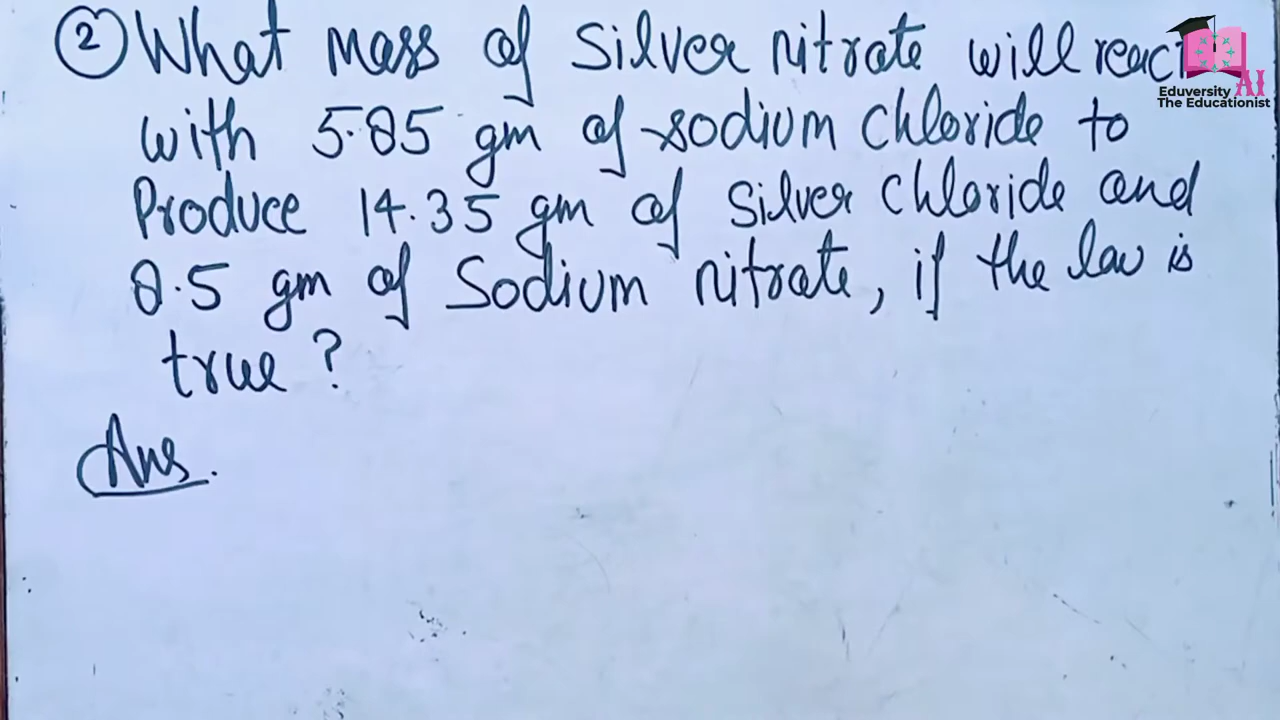 ② What mass of silver nitrate will react
with 5.85 gm of sodium chloride to
Produce 14.35 gm of silver chloride and
8.5 gm of Sodium nitrate, if the law is
true ?
Ans.
Eduversity AI
The Educationist